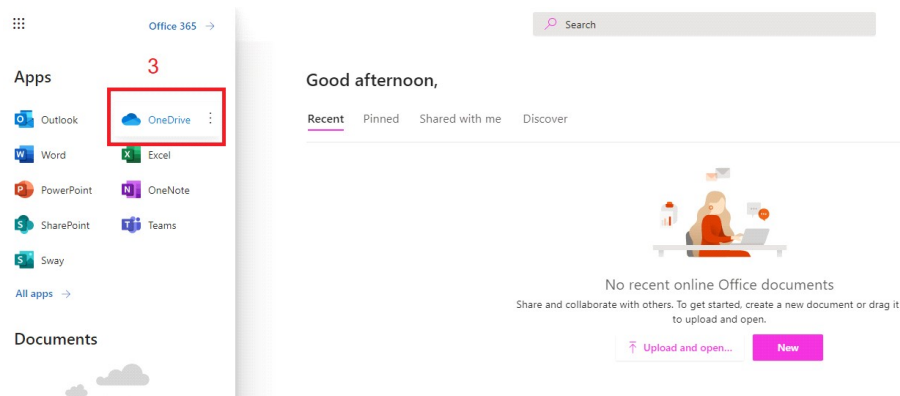 Office 365 →
Search
Apps
3
Outlook
OneDrive
Word
Excel
PowerPoint
OneNote
SharePoint
Teams
Sway
All apps →
Documents
Good afternoon,
Recent Pinned Shared with me Discover
No recent online Office documents
Share and collaborate with others. To get started, create a new document or drag it
to upload and open.
Upload and open...
New